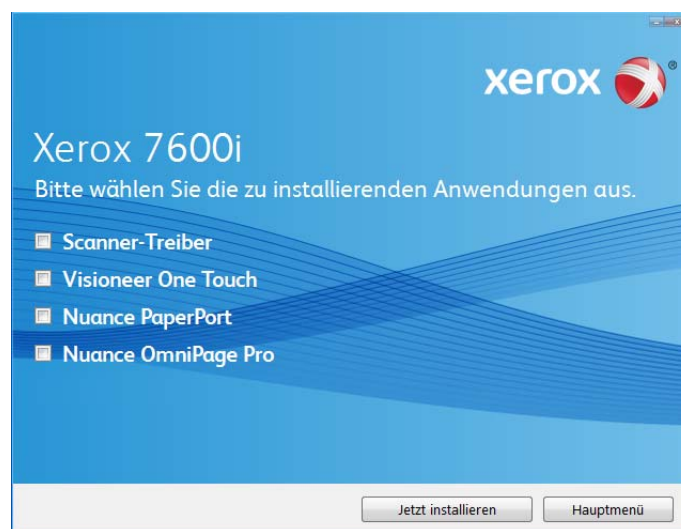 xerox ®
Xerox 7600i
Bitte wählen Sie die zu installierenden Anwendungen aus.
Scanner-Treiber
Visioneer One Touch
Nuance PaperPort
Nuance OmniPage Pro
Jetzt installieren Hauptmenü